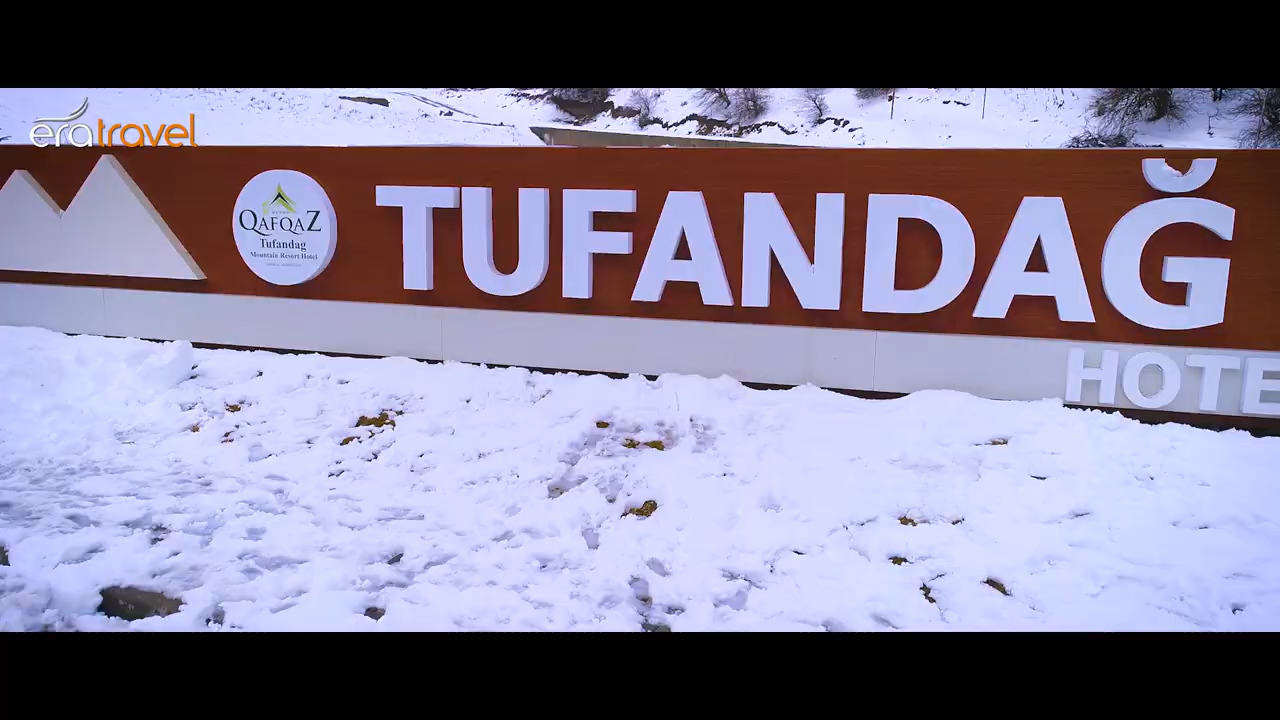 eratravel
QAFQAZ
Tufandag
Mountain Resort Hotel
TUFANDAĞ
HOTE